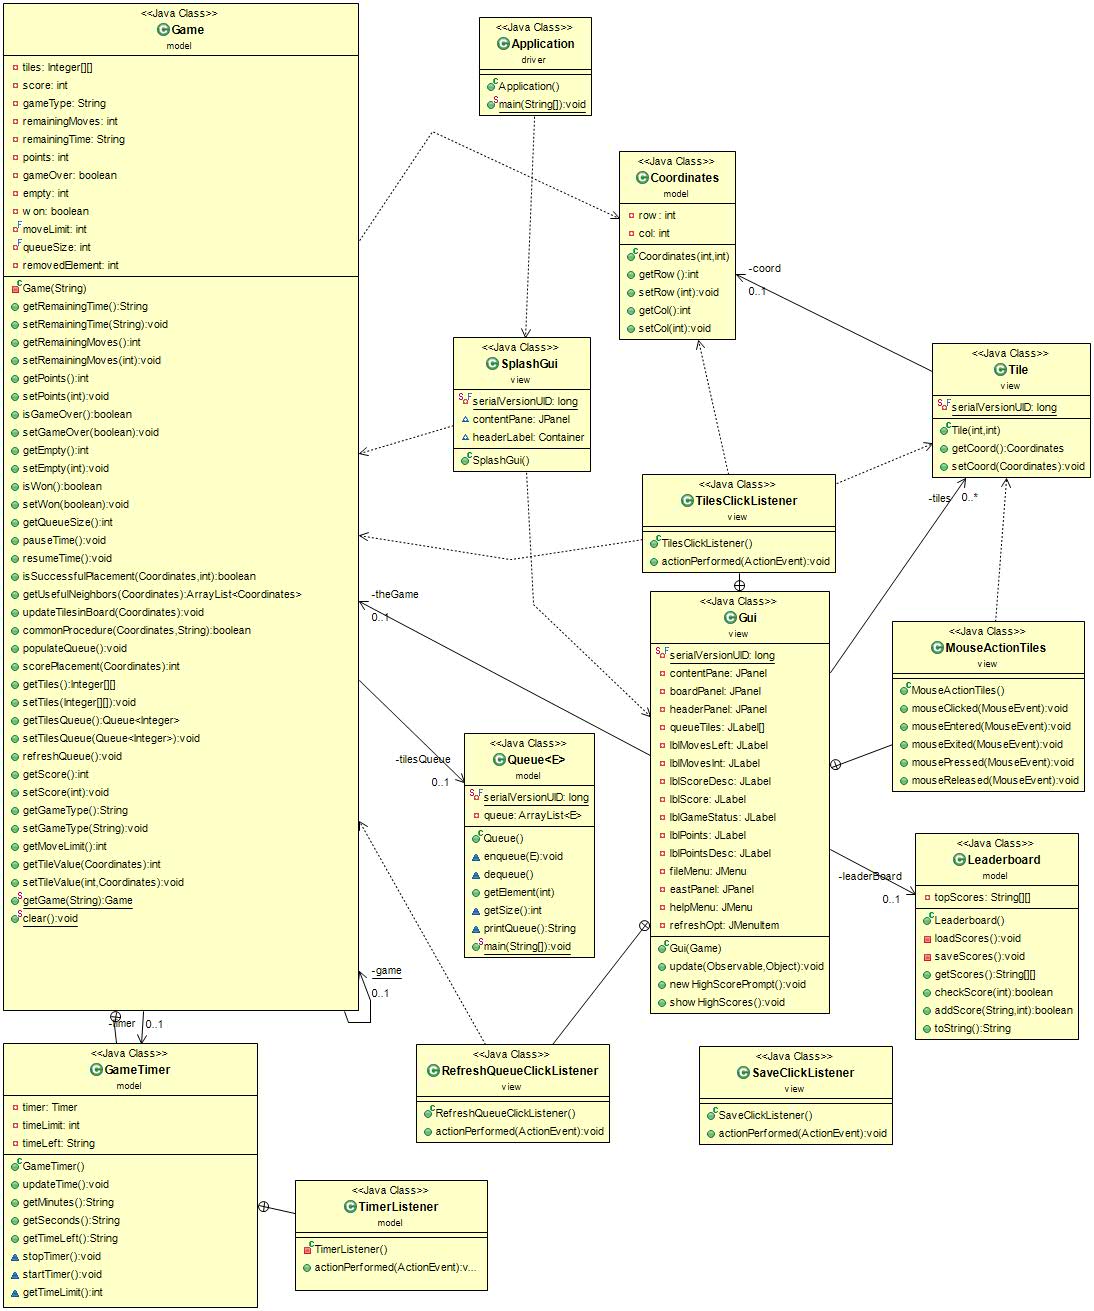 <<Java Class>>
Game
model
tiles: Integer[][]
score: int
gameType: String
remainingMoves: int
remainingTime: String
points: int
gameOver: boolean
empty: int
won: boolean
moveLimit: int
queueSize: int
removedElement: int
Game(String)
getRemainingTime():String
setRemainingTime(String):void
getRemainingMoves():int
setRemainingMoves(int):void
getPoints():int
setPoints(int):void
isGameOver():boolean
setGameOver(boolean):void
getEmpty():int
setEmpty(int):void
isWon():boolean
setWon(boolean):void
getQueueSize():int
pauseTime():void
resumeTime():void
isSuccessfulPlacement(Coordinates,int):boolean
getUsefulNeighbors(Coordinates):ArrayList<Coordinates>
updateTilesinBoard(Coordinates):void
commonProcedure(Coordinates,String):boolean
populateQueue():void
scorePlacement(Coordinates):int
getTiles():Integer[][]
setTiles(Integer[][]):void
getTilesQueue():Queue<Integer>
setTilesQueue(Queue<Integer>):void
refreshQueue():void
getScore():int
setScore(int):void
getGameType():String
setGameType(String):void
getMoveLimit():int
getTileValue(Coordinates):int
setTileValue(int,Coordinates):void
getGame(String):Game
clear():void
<<Java Class>>
Application
driver
Application()
main(String[]):void
<<Java Class>>
Coordinates
model
row: int
col: int
Coordinates(int,int)
getRow():int
setRow(int):void
getCol():int
setCol(int):void
-coord
0..1
<<Java Class>>
SplashGui
view
serialVersionUID: long
contentPane: JPanel
headerLabel: Container
SplashGui()
<<Java Class>>
Tile
view
serialVersionUID: long
Tile(int,int)
getCoord():Coordinates
setCoord(Coordinates):void
-tiles
0..*
<<Java Class>>
TilesClickListener
view
TilesClickListener()
actionPerformed(ActionEvent):void
-theGame
0..1
<<Java Class>>
Gui
view
serialVersionUID: long
contentPane: JPanel
boardPanel: JPanel
headerPanel: JPanel
queueTiles: JLabel[]
lblMovesLeft: JLabel
lblMovesInt: JLabel
lblScoreDesc: JLabel
lblScore: JLabel
lblGameStatus: JLabel
lblPoints: JLabel
lblPointsDesc: JLabel
fileMenu: JMenu
eastPanel: JPanel
helpMenu: JMenu
refreshOpt: JMenuItem
Gui(Game)
update(Observable,Object):void
newHighScorePrompt():void
showHighScores():void
<<Java Class>>
MouseActionTiles
view
MouseActionTiles()
mouseClicked(MouseEvent):void
mouseEntered(MouseEvent):void
mouseExited(MouseEvent):void
mousePressed(MouseEvent):void
mouseReleased(MouseEvent):void
-tilesQueue
0..1
<<Java Class>>
Queue<E>
model
serialVersionUID: long
queue: ArrayList<E>
Queue()
enqueue(E):void
dequeue()
getElement(int)
getSize():int
printQueue():String
main(String[]):void
-leaderBoard
0..1
<<Java Class>>
Leaderboard
model
topScores: String[][]
Leaderboard()
loadScores():void
saveScores():void
getScores():String[][]
checkScore(int):boolean
addScore(String,int):boolean
toString():String
-game
0..1
-timer
0..1
<<Java Class>>
GameTimer
model
timer: Timer
timeLimit: int
timeLeft: String
GameTimer()
updateTime():void
getMinutes():String
getSeconds():String
getTimeLeft():String
stopTimer():void
startTimer():void
getTimeLimit():int
<<Java Class>>
RefreshQueueClickListener
view
RefreshQueueClickListener()
actionPerformed(ActionEvent):void
<<Java Class>>
SaveClickListener
view
SaveClickListener()
actionPerformed(ActionEvent):void
<<Java Class>>
TimerListener
model
TimerListener()
actionPerformed(ActionEvent):v...